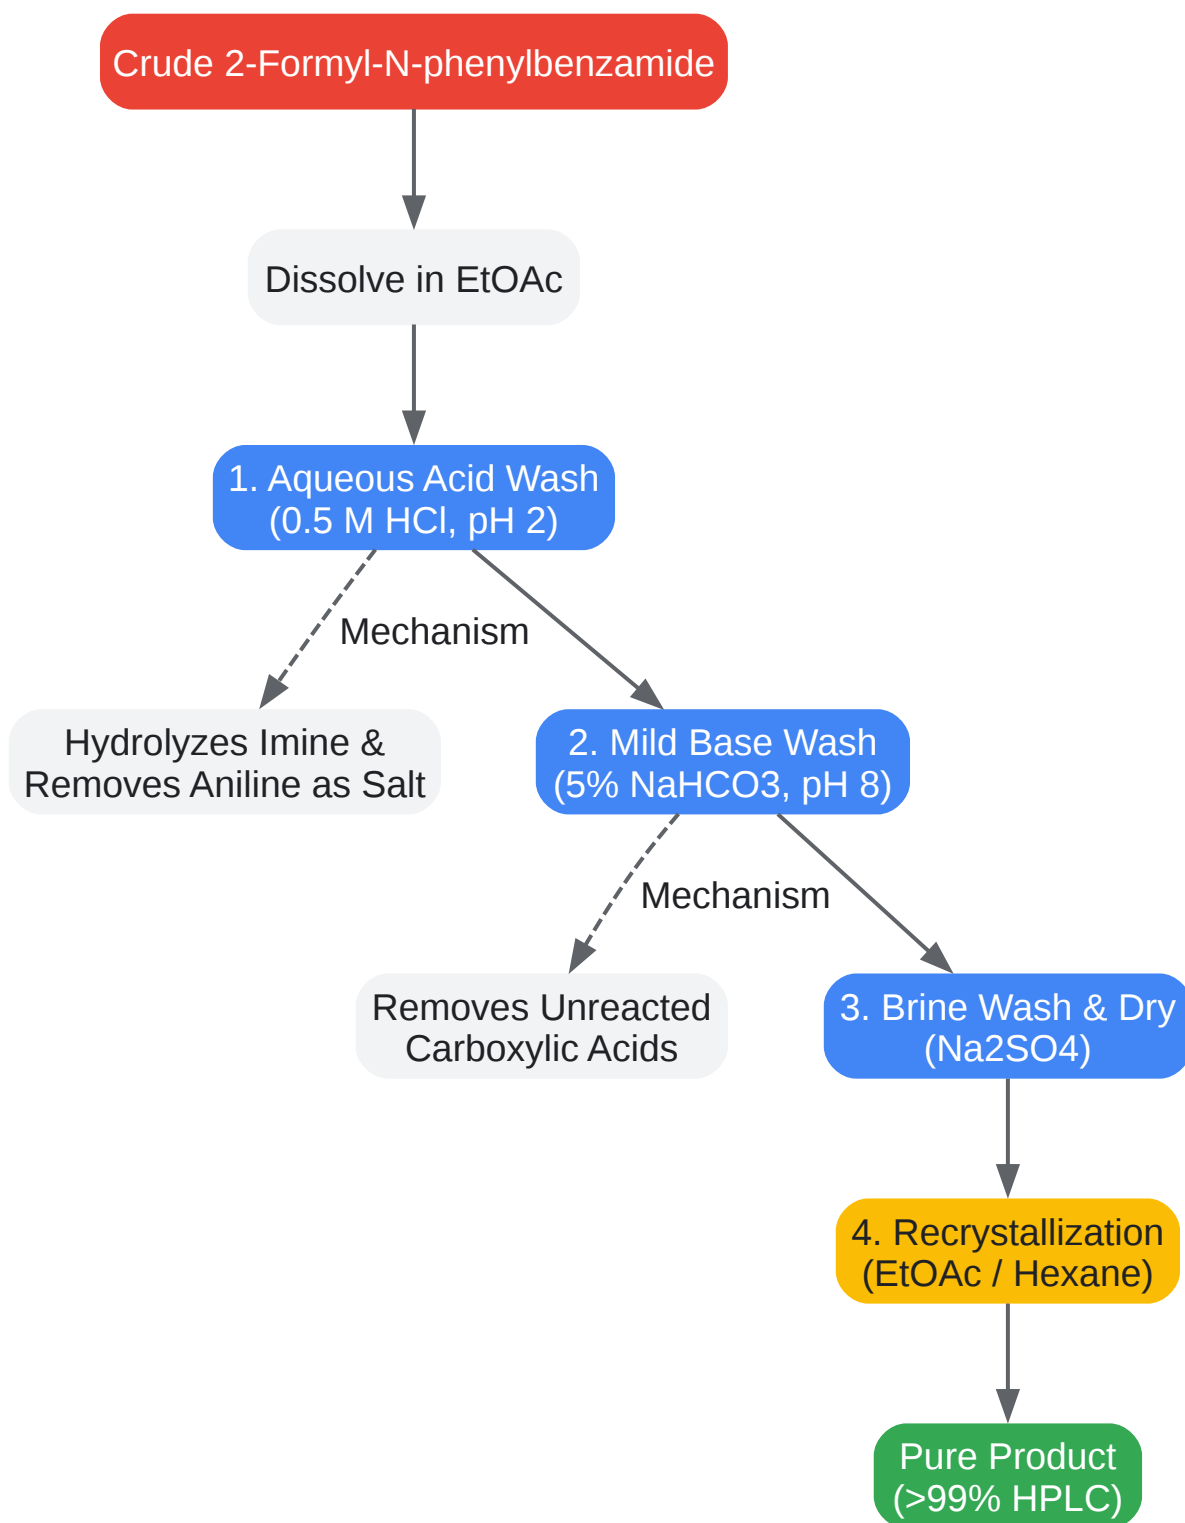 Crude 2-Formyl-N-phenylbenzamide
Dissolve in EtOAc
1. Aqueous Acid Wash
(0.5 M HCl, pH 2)
Mechanism
Hydrolyzes Imine &
Removes Aniline as Salt
2. Mild Base Wash
(5% NaHCO3, pH 8)
Mechanism
Removes Unreacted
Carboxylic Acids
3. Brine Wash & Dry
(Na2SO4)
4. Recrystallization
(EtOAc / Hexane)
Pure Product
(>99% HPLC)